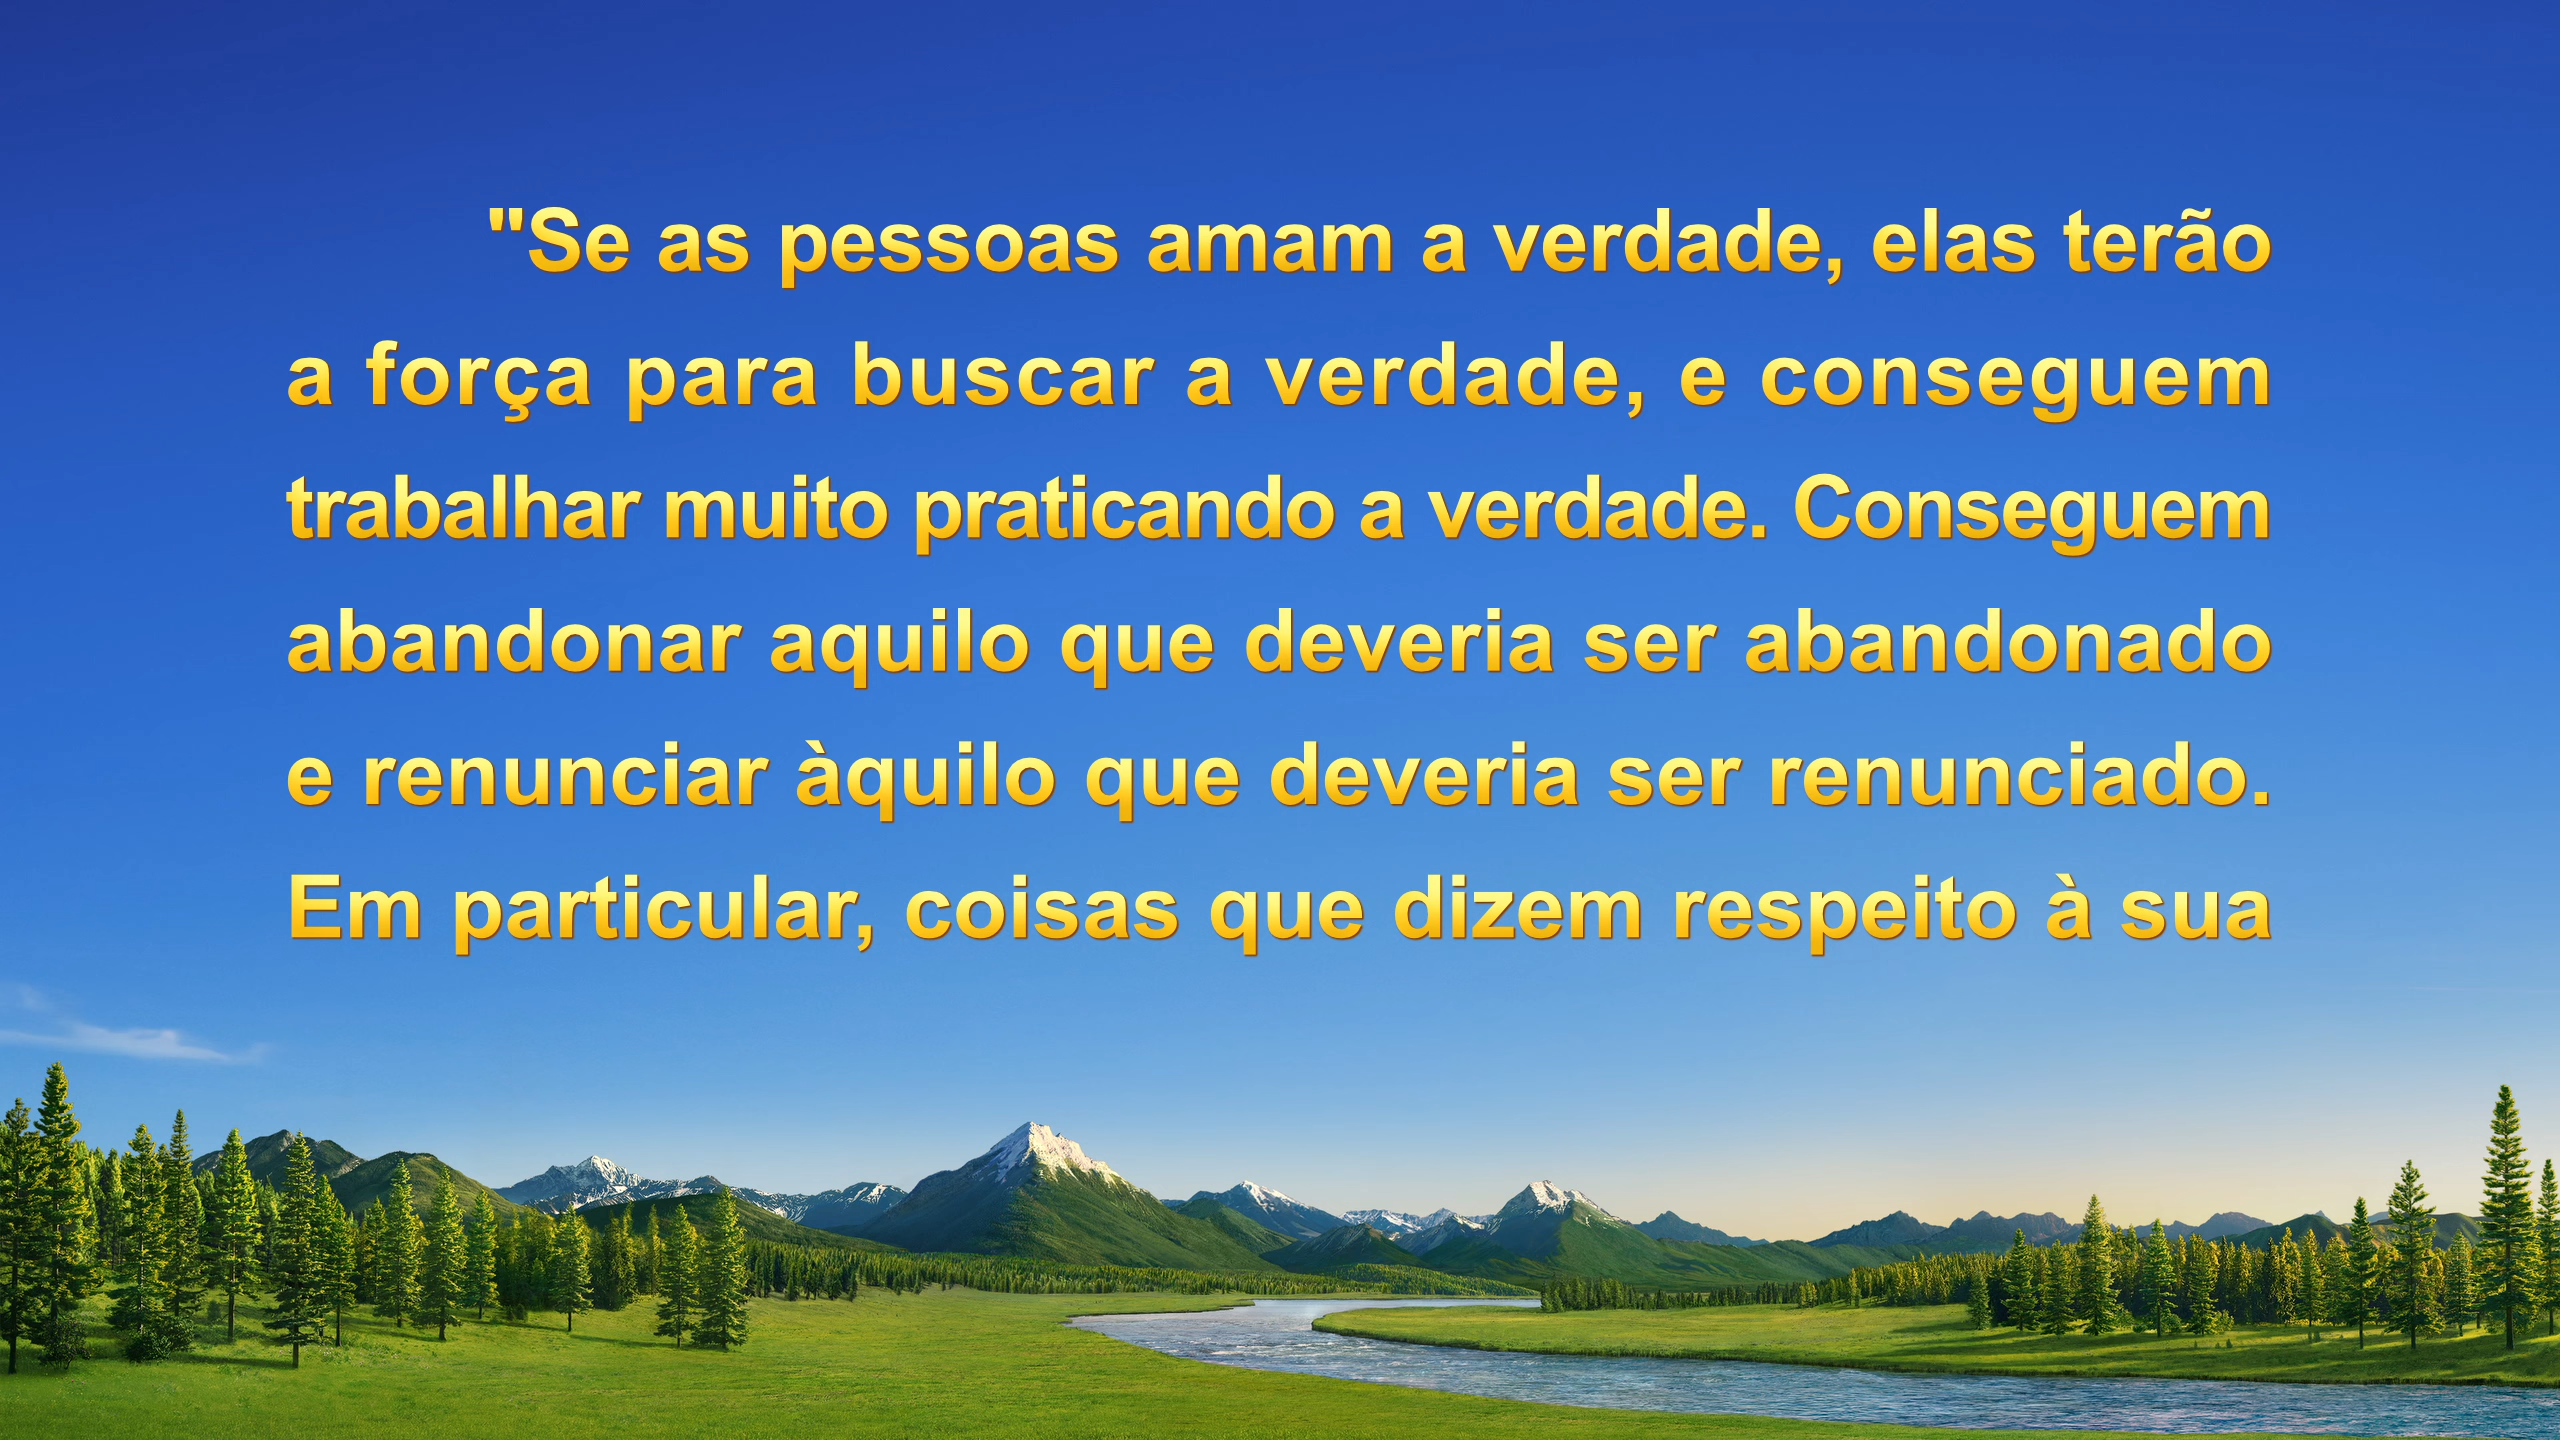 "Se as pessoas amam a verdade, elas terão
a força para buscar a verdade, e conseguem
trabalhar muito praticando a verdade. Conseguem
abandonar aquilo que deveria ser abandonado
e renunciar àquilo que deveria ser renunciado.
Em particular, coisas que dizem respeito à sua